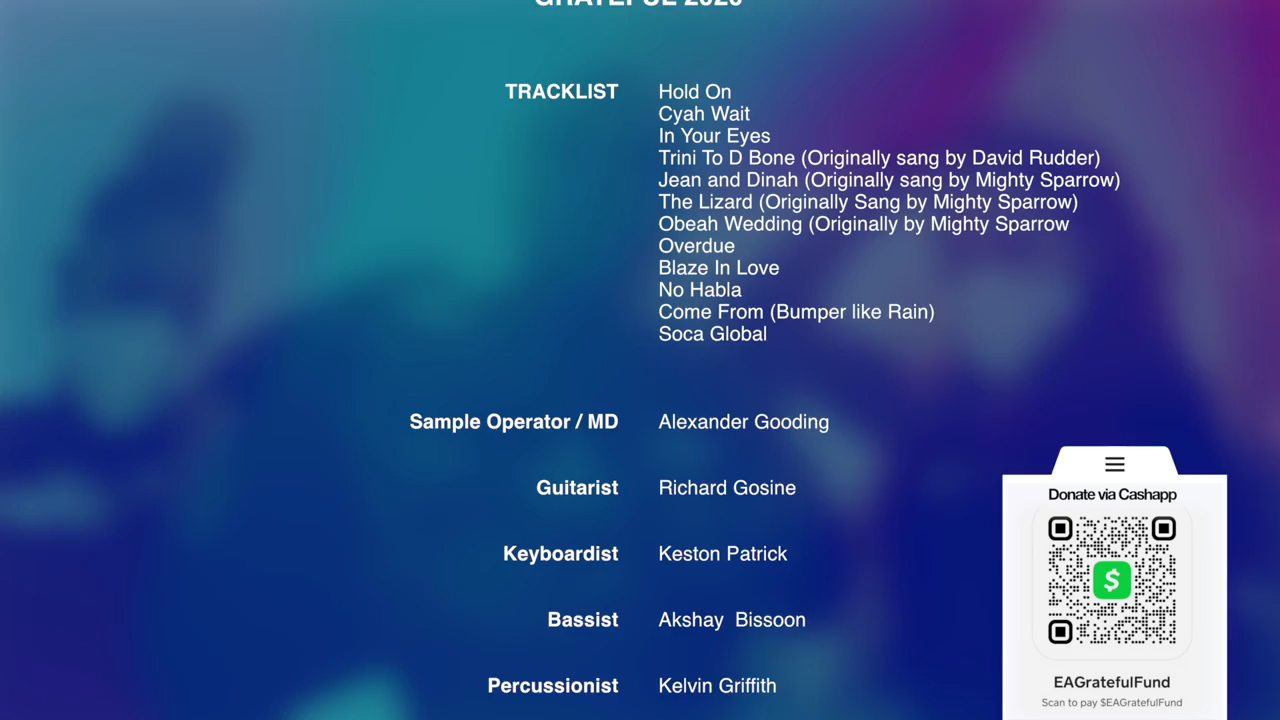 GRATEFUL 2020
TRACKLIST
Hold On
Cyah Wait
In Your Eyes
Trini To D Bone (Originally sang by David Rudder)
Jean and Dinah (Originally sang by Mighty Sparrow)
The Lizard (Originally Sang by Mighty Sparrow)
Obeah Wedding (Originally by Mighty Sparrow
Overdue
Blaze In Love
No Habla
Come From (Bumper like Rain)
Soca Global
Sample Operator / MD Alexander Gooding
Guitarist Richard Gosine
Keyboardist Keston Patrick
Bassist Akshay  Bissoon
Percussionist Kelvin Griffith
Donate via Cashapp
$
EAGratefulFund
Scan to pay $EAGratefulFund